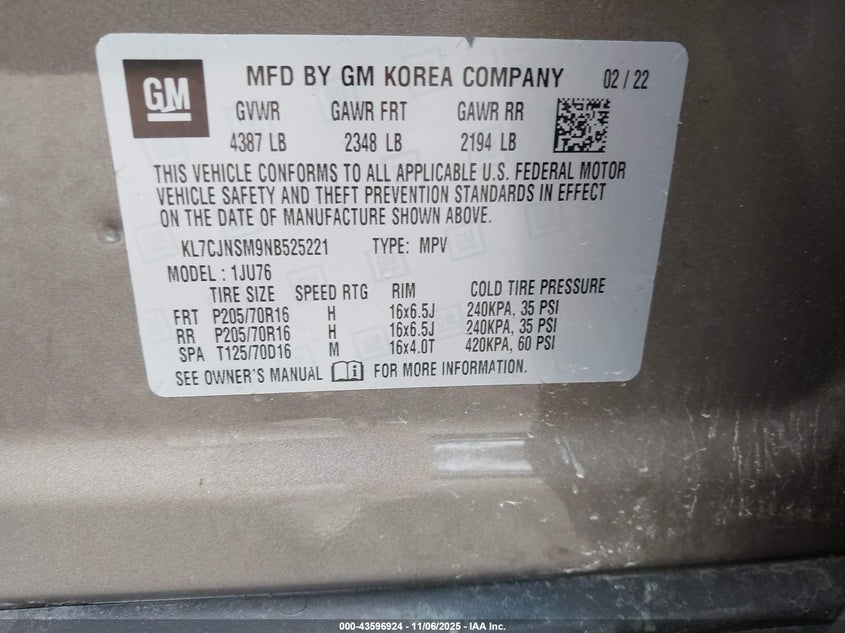 GM
MFD BY GM KOREA COMPANY 02 / 22
GVWR GAWR FRT GAWR RR
4387 LB 2348 LB 2194 LB
THIS VEHICLE CONFORMS TO ALL APPLICABLE U.S. FEDERAL MOTOR
VEHICLE SAFETY AND THEFT PREVENTION STANDARDS IN EFFECT
ON THE DATE OF MANUFACTURE SHOWN ABOVE.
KL7CJNSM9NB525221 TYPE: MPV
MODEL : 1JU76
TIRE SIZE SPEED RTG RIM COLD TIRE PRESSURE
FRT P205/70R16 H 16x6.5J 240KPA, 35 PSI
RR P205/70R16 H 16x6.5J 240KPA, 35 PSI
SPA T125/70D16 M 16x4.0T 420KPA, 60 PSI
SEE OWNER'S MANUAL i FOR MORE INFORMATION.
000-43596924 - 11/06/2025 - IAA Inc.